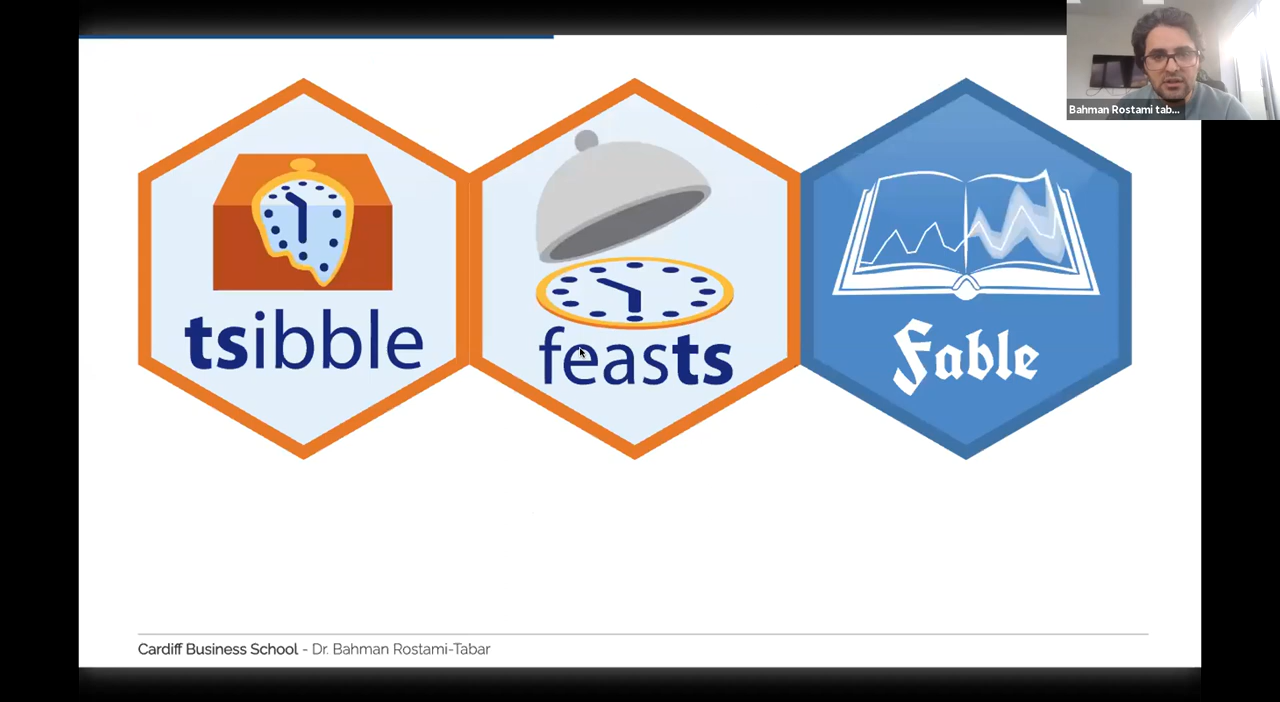 Bahman Rostami tab...
tsibble
feasts
Fable
Cardiff Business School - Dr. Bahman Rostami-Tabar